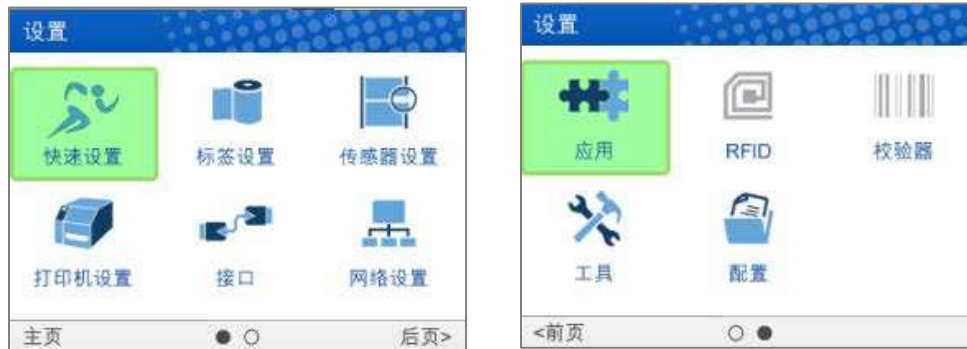 设置
快速设置 标签设置 传感器设置
打印机设置 接口 网络设置
主页 后页>
设置
应用 RFID 校验器
工具 配置
<前页